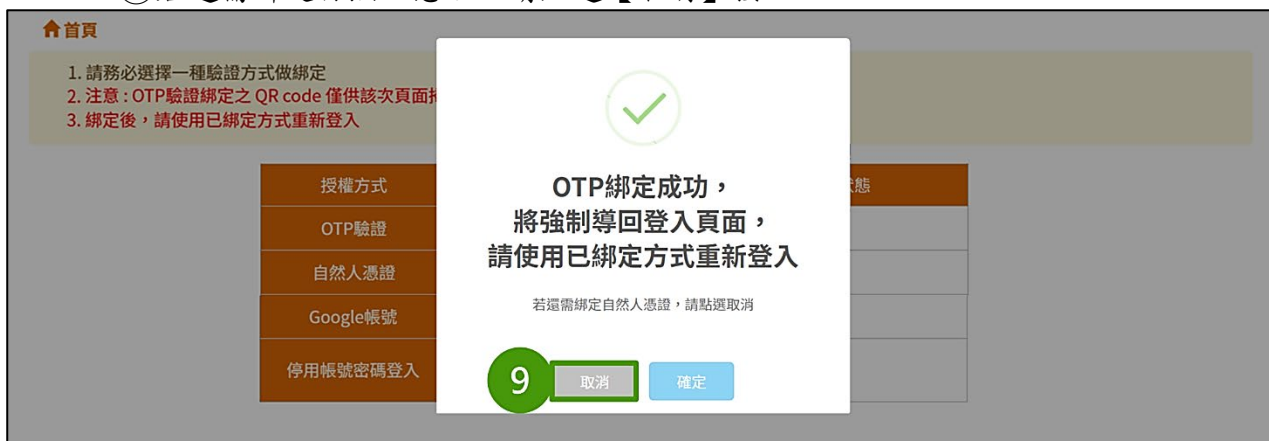 首頁
1. 請務必選擇一種驗證方式做綁定
2. 注意 : OTP驗證綁定之 QR code 僅供該次頁面
3. 綁定後，請使用已綁定方式重新登入
授權方式
態
OTP驗證
自然人憑證
Google帳號
停用帳號密碼登入
OTP綁定成功，
將強制導回登入頁面，
請使用已綁定方式重新登入
若還需綁定自然人憑證，請點選取消
9
取消
確定